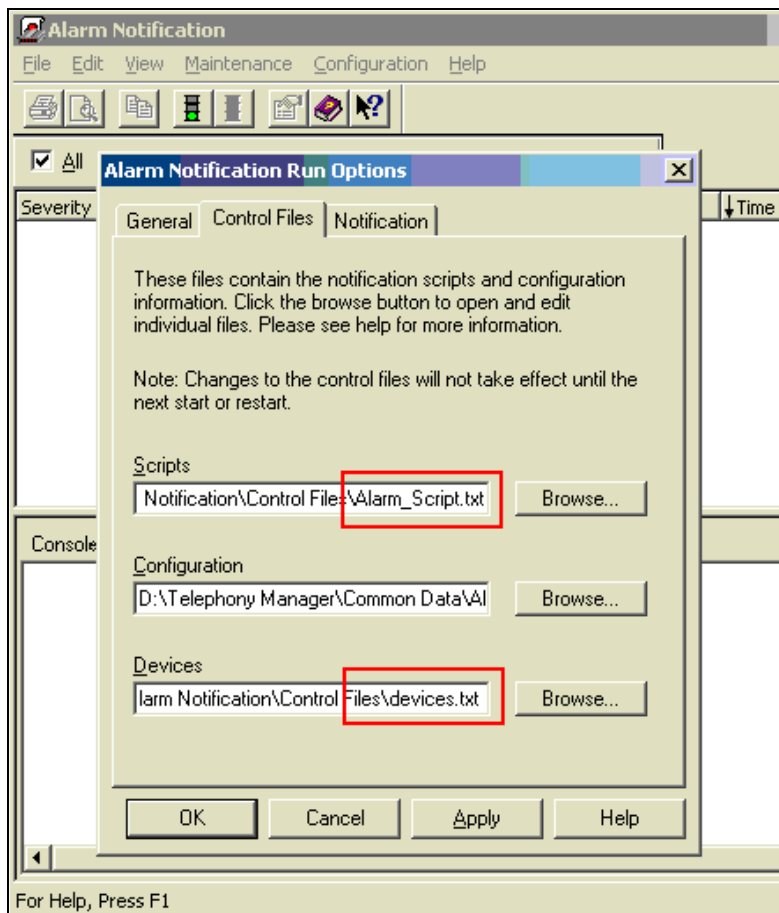 Alarm Notification
File Edit View Maintenance Configuration Help
All
Severity
Time
Alarm Notification Run Options
General Control Files Notification
These files contain the notification scripts and configuration
information. Click the browse button to open and edit
individual files. Please see help for more information.
Note: Changes to the control files will not take effect until the
next start or restart.
Scripts
Notification\Control Files\Alarm_Script.txt Browse...
Configuration
D:\Telephony Manager\Common Data\Al Browse...
Devices
larm Notification\Control Files\devices.txt Browse...
Console
OK Cancel Apply Help
For Help, Press F1